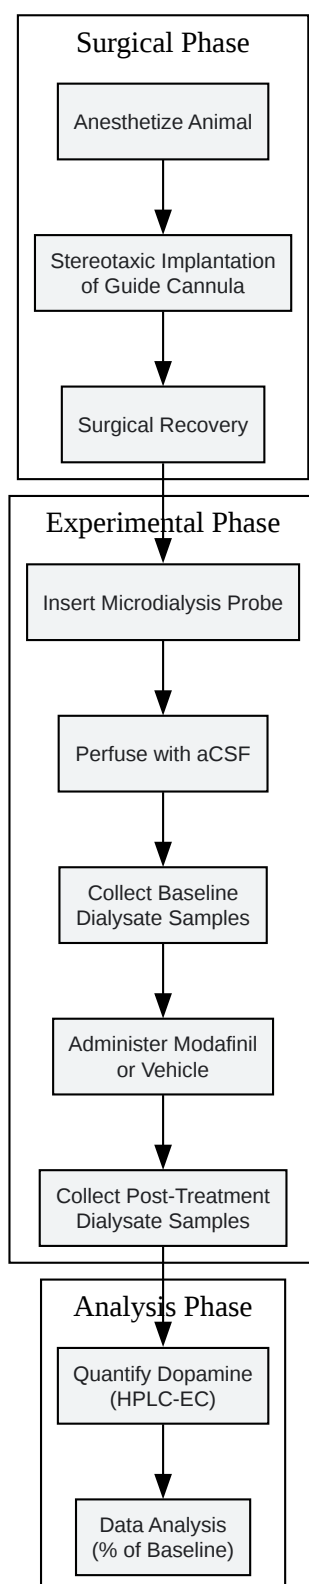 Surgical Phase
Anesthetize Animal
Stereotaxic Implantation
of Guide Cannula
Surgical Recovery
Experimental Phase
Insert Microdialysis Probe
Perfuse with aCSF
Collect Baseline
Dialysate Samples
Administer Modafinil
or Vehicle
Collect Post-Treatment
Dialysate Samples
Analysis Phase
Quantify Dopamine
(HPLC-EC)
Data Analysis
(% of Baseline)